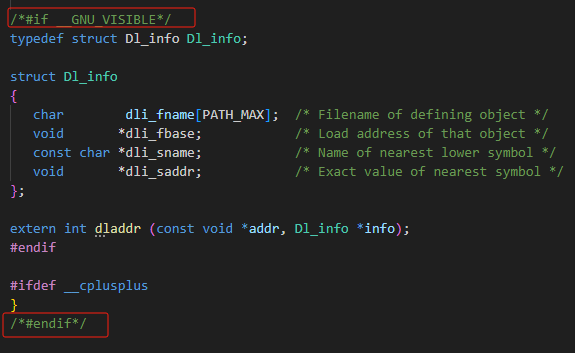 /*#if __GNU_VISIBLE*/
typedef struct Dl_info Dl_info;

struct Dl_info
{
   char        dli_fname[PATH_MAX];  /* Filename of defining object */
   void       *dli_fbase;            /* Load address of that object */
   const char *dli_sname;            /* Name of nearest lower symbol */
   void       *dli_saddr;            /* Exact value of nearest symbol */
};

extern int dladdr (const void *addr, Dl_info *info);
#endif

#ifdef __cplusplus
}
/*#endif*/